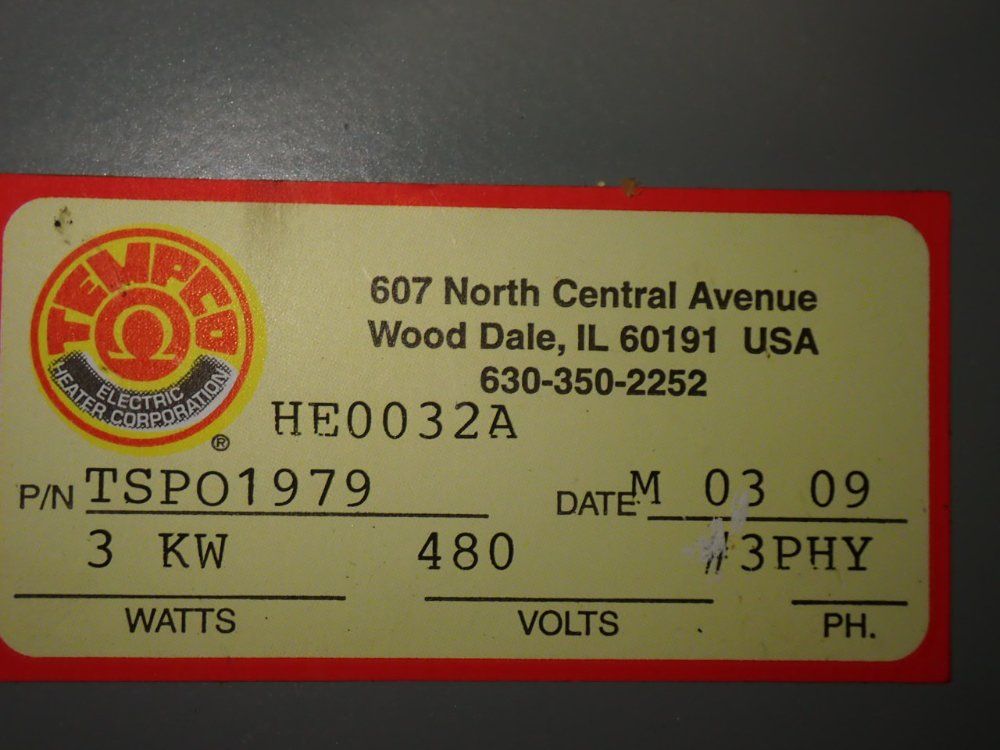 TEMPCO
Ω
ELECTRIC
HEATER CORPORATION
®
607 North Central Avenue
Wood Dale, IL 60191 USA
630-350-2252
HE0032A
P/N TSP01979 DATE M 03 09
3 KW 480 #3PHY
WATTS VOLTS PH.